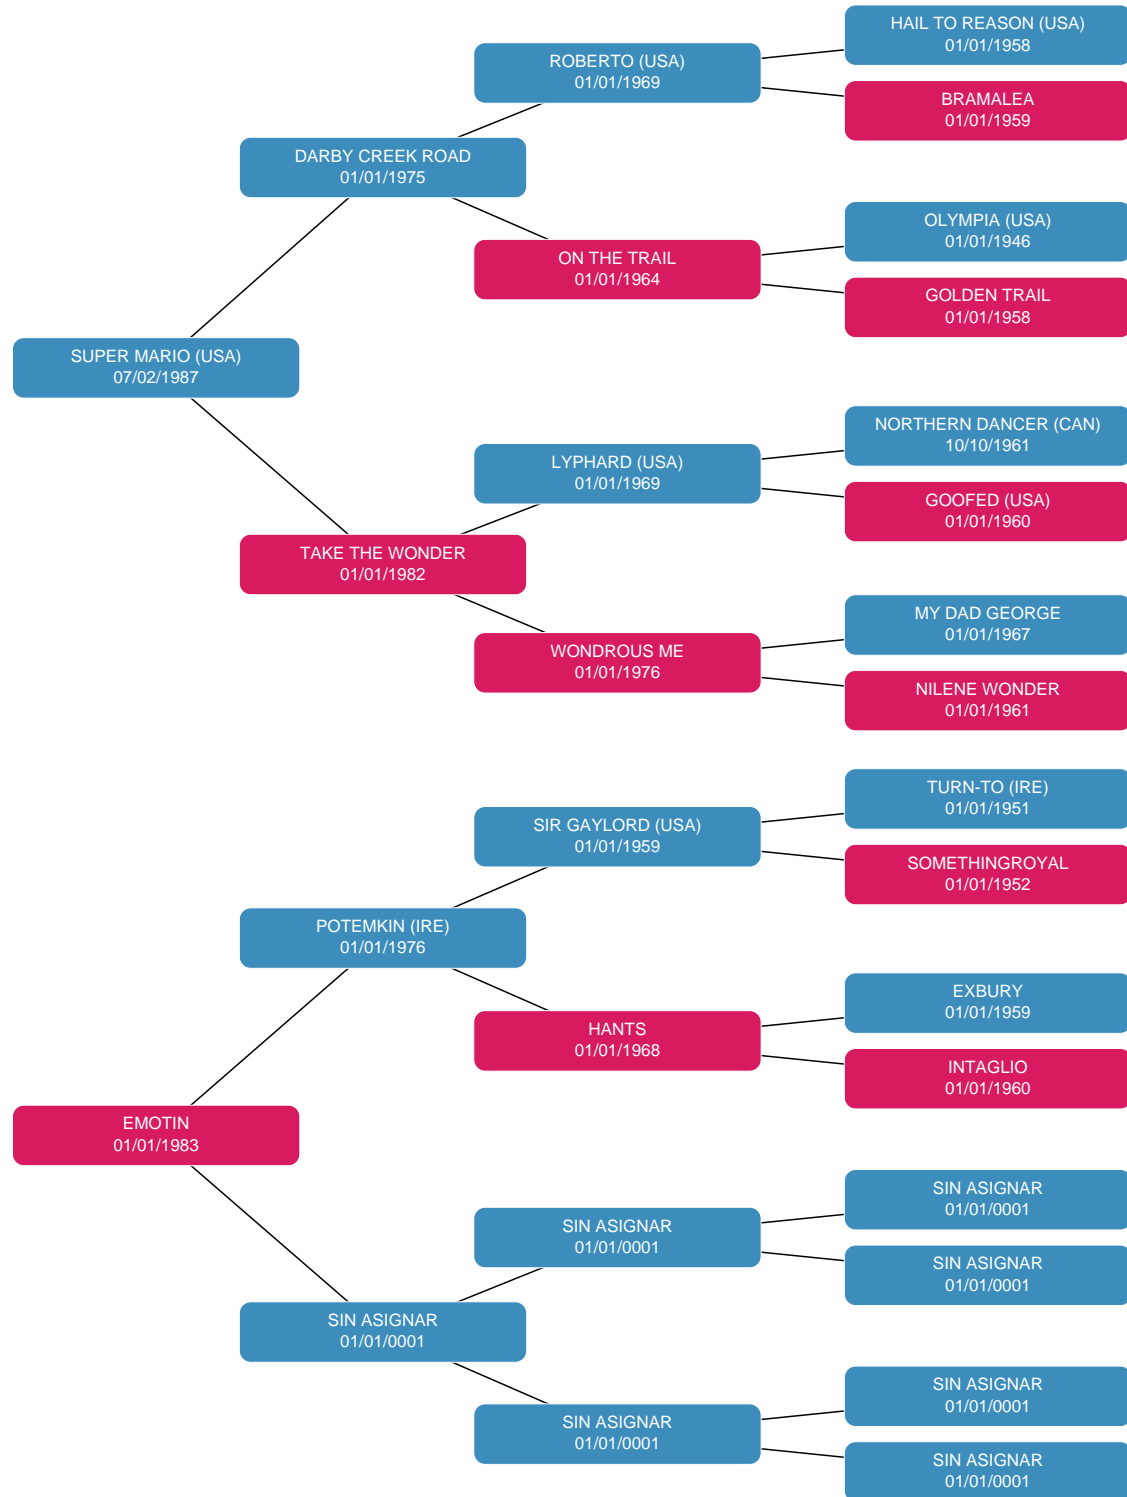 HAIL TO REASON (USA)
01/01/1958
ROBERTO (USA)
01/01/1969
BRAMALEA
01/01/1959
DARBY CREEK ROAD
01/01/1975
OLYMPIA (USA)
01/01/1946
ON THE TRAIL
01/01/1964
GOLDEN TRAIL
01/01/1958
SUPER MARIO (USA)
07/02/1987
NORTHERN DANCER (CAN)
10/10/1961
LYPHARD (USA)
01/01/1969
GOOFED (USA)
01/01/1960
TAKE THE WONDER
01/01/1982
MY DAD GEORGE
01/01/1967
WONDROUS ME
01/01/1976
NILENE WONDER
01/01/1961
TURN-TO (IRE)
01/01/1951
SIR GAYLORD (USA)
01/01/1959
SOMETHINGROYAL
01/01/1952
POTEMKIN (IRE)
01/01/1976
EXBURY
01/01/1959
HANTS
01/01/1968
INTAGLIO
01/01/1960
EMOTIN
01/01/1983
SIN ASIGNAR
01/01/0001
SIN ASIGNAR
01/01/0001
SIN ASIGNAR
01/01/0001
SIN ASIGNAR
01/01/0001
SIN ASIGNAR
01/01/0001
SIN ASIGNAR
01/01/0001
SIN ASIGNAR
01/01/0001